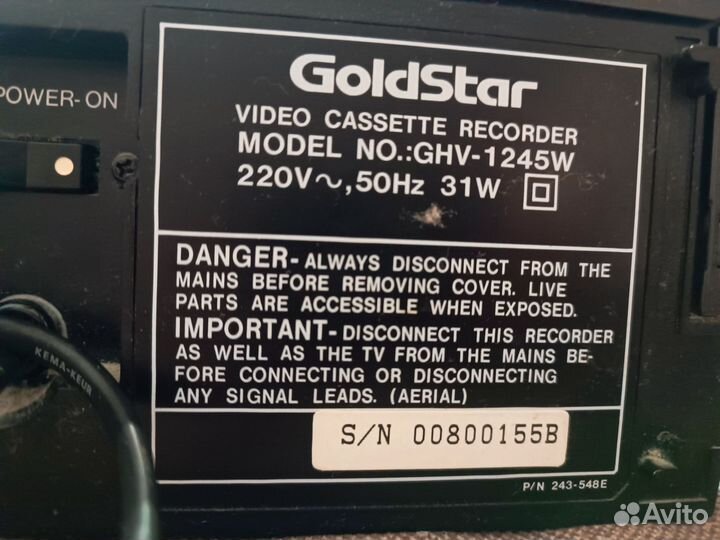 POWER-ON
GoldStar
VIDEO CASSETTE RECORDER
MODEL NO.:GHV-1245W
220V~,50Hz 31W
DANGER-ALWAYS DISCONNECT FROM THE
MAINS BEFORE REMOVING COVER. LIVE
PARTS ARE ACCESSIBLE WHEN EXPOSED.
IMPORTANT-DISCONNECT THIS RECORDER
AS WELL AS THE TV FROM THE MAINS BE-
FORE CONNECTING OR DISCONNECTING
ANY SIGNAL LEADS. (AERIAL)
S/N 00800155B
P/N 243-548E
KEMA-KEUR
Avito